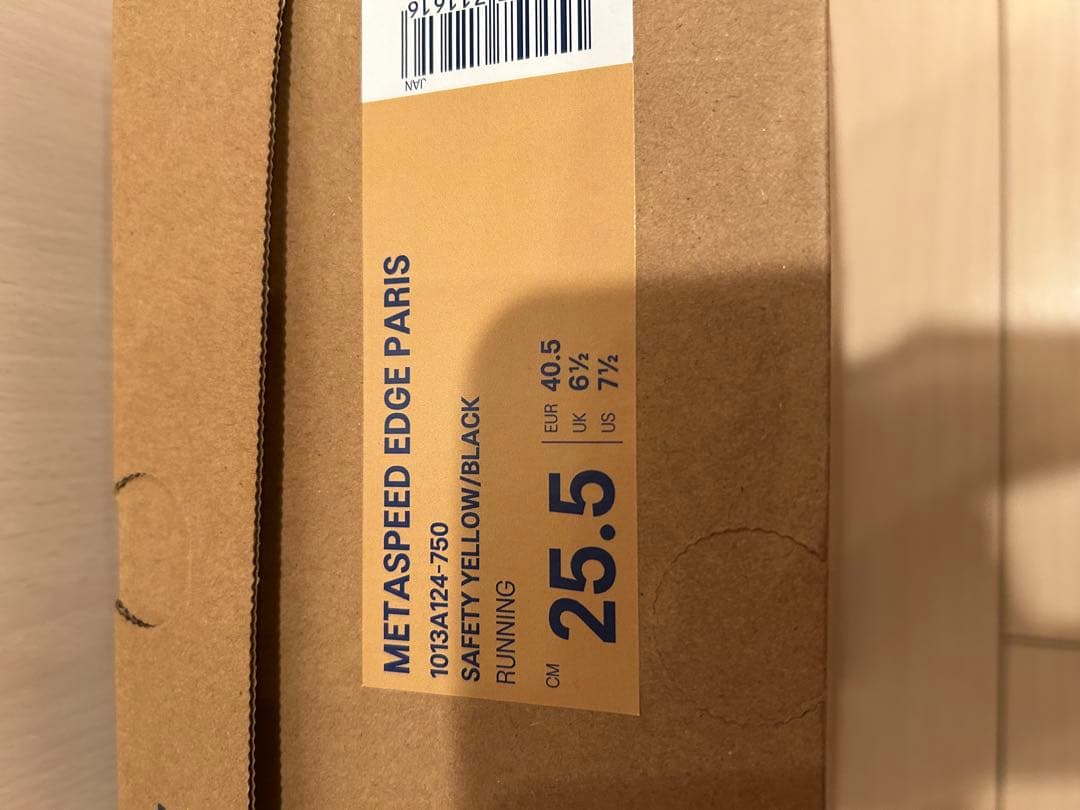 METASPEED EDGE PARIS
1013A124-750
SAFETY YELLOW/BLACK
RUNNING
CM 25.5
EUR 40.5
UK 6½
US 7½
JAN